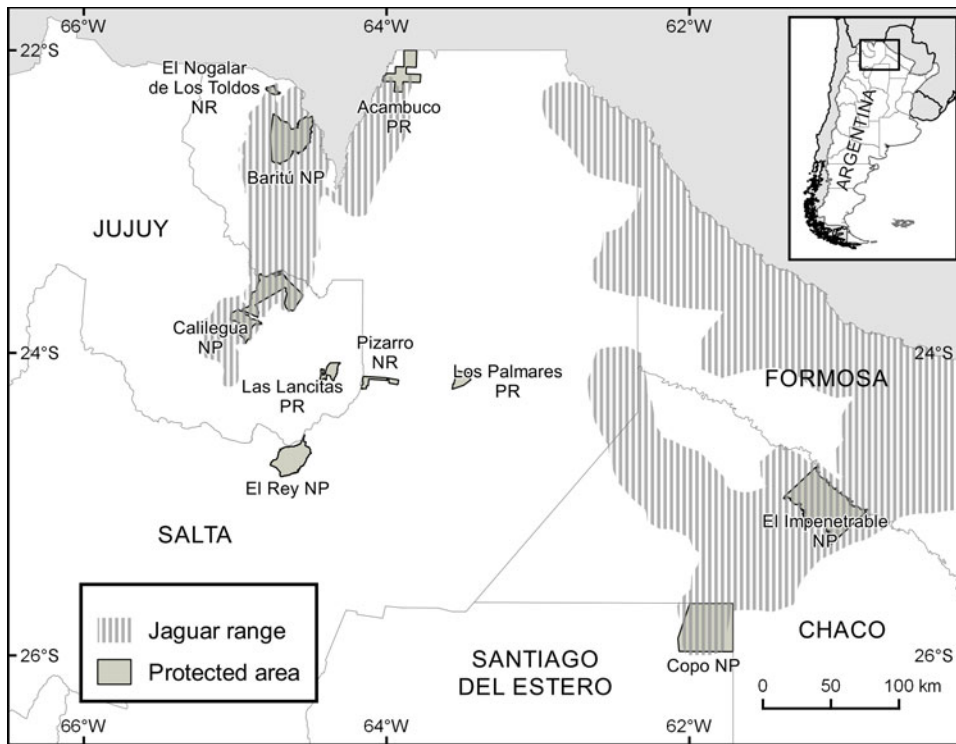 66°W
64°W
62°W
22°S
El Nogalar
de Los Toldos
NR
Acambuco
PR
ARGENTINA
Baritú NP
JUJUY
Calilegua
NP
24°S
Pizarro
NR
Las Lancitas
PR
Los Palmares
PR
24°S
FORMOSA
El Rey NP
El Impenetrable
NP
SALTA
Jaguar range
Protected area
SANTIAGO
DEL ESTERO
Copo NP
CHACO
26°S
26°S
0 50 100 km
66°W
64°W
62°W